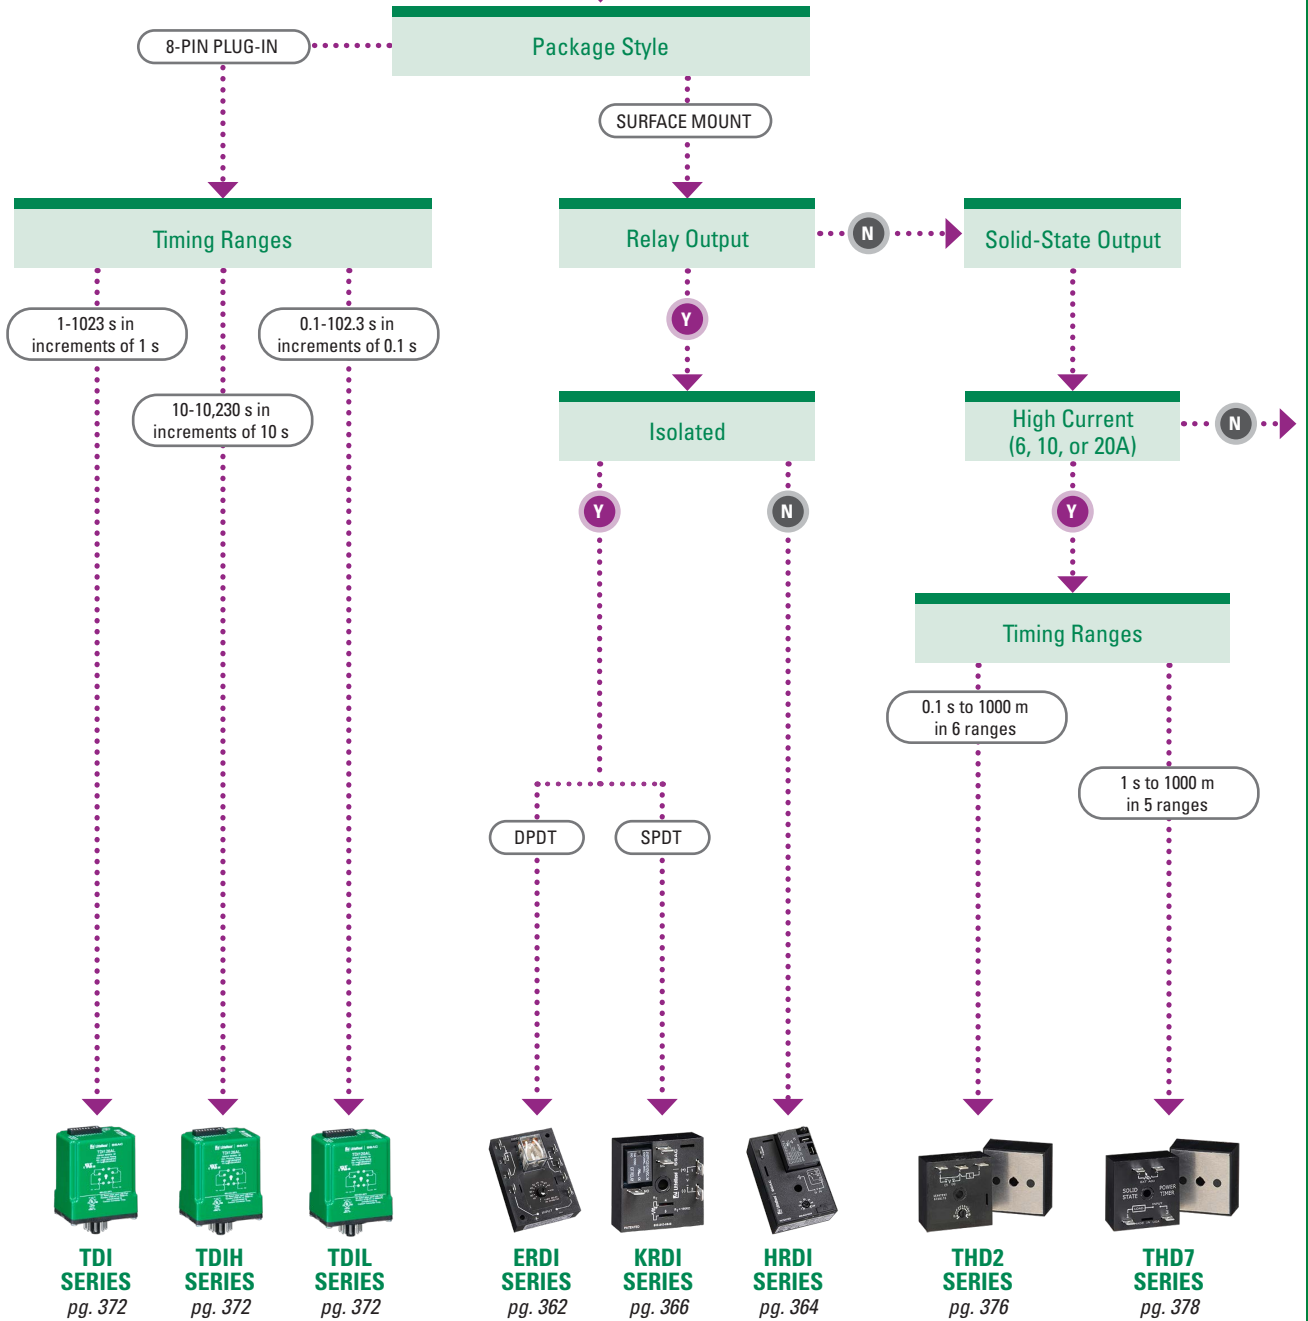 Package Style
8-PIN PLUG-IN
SURFACE MOUNT
Timing Ranges
Relay Output
N
Solid-State Output
1-1023 s in
increments of 1 s
10-10,230 s in
increments of 10 s
0.1-102.3 s in
increments of 0.1 s
Y
Isolated
High Current
(6, 10, or 20A)
N
Y
N
Y
Timing Ranges
0.1 s to 1000 m
in 6 ranges
1 s to 1000 m
in 5 ranges
DPDT
SPDT
SOLID
STATE
POWER
TIMER
TDI
SERIES
pg. 372
TDIH
SERIES
pg. 372
TDIL
SERIES
pg. 372
ERDI
SERIES
pg. 362
KRDI
SERIES
pg. 366
HRDI
SERIES
pg. 364
THD2
SERIES
pg. 376
THD7
SERIES
pg. 378